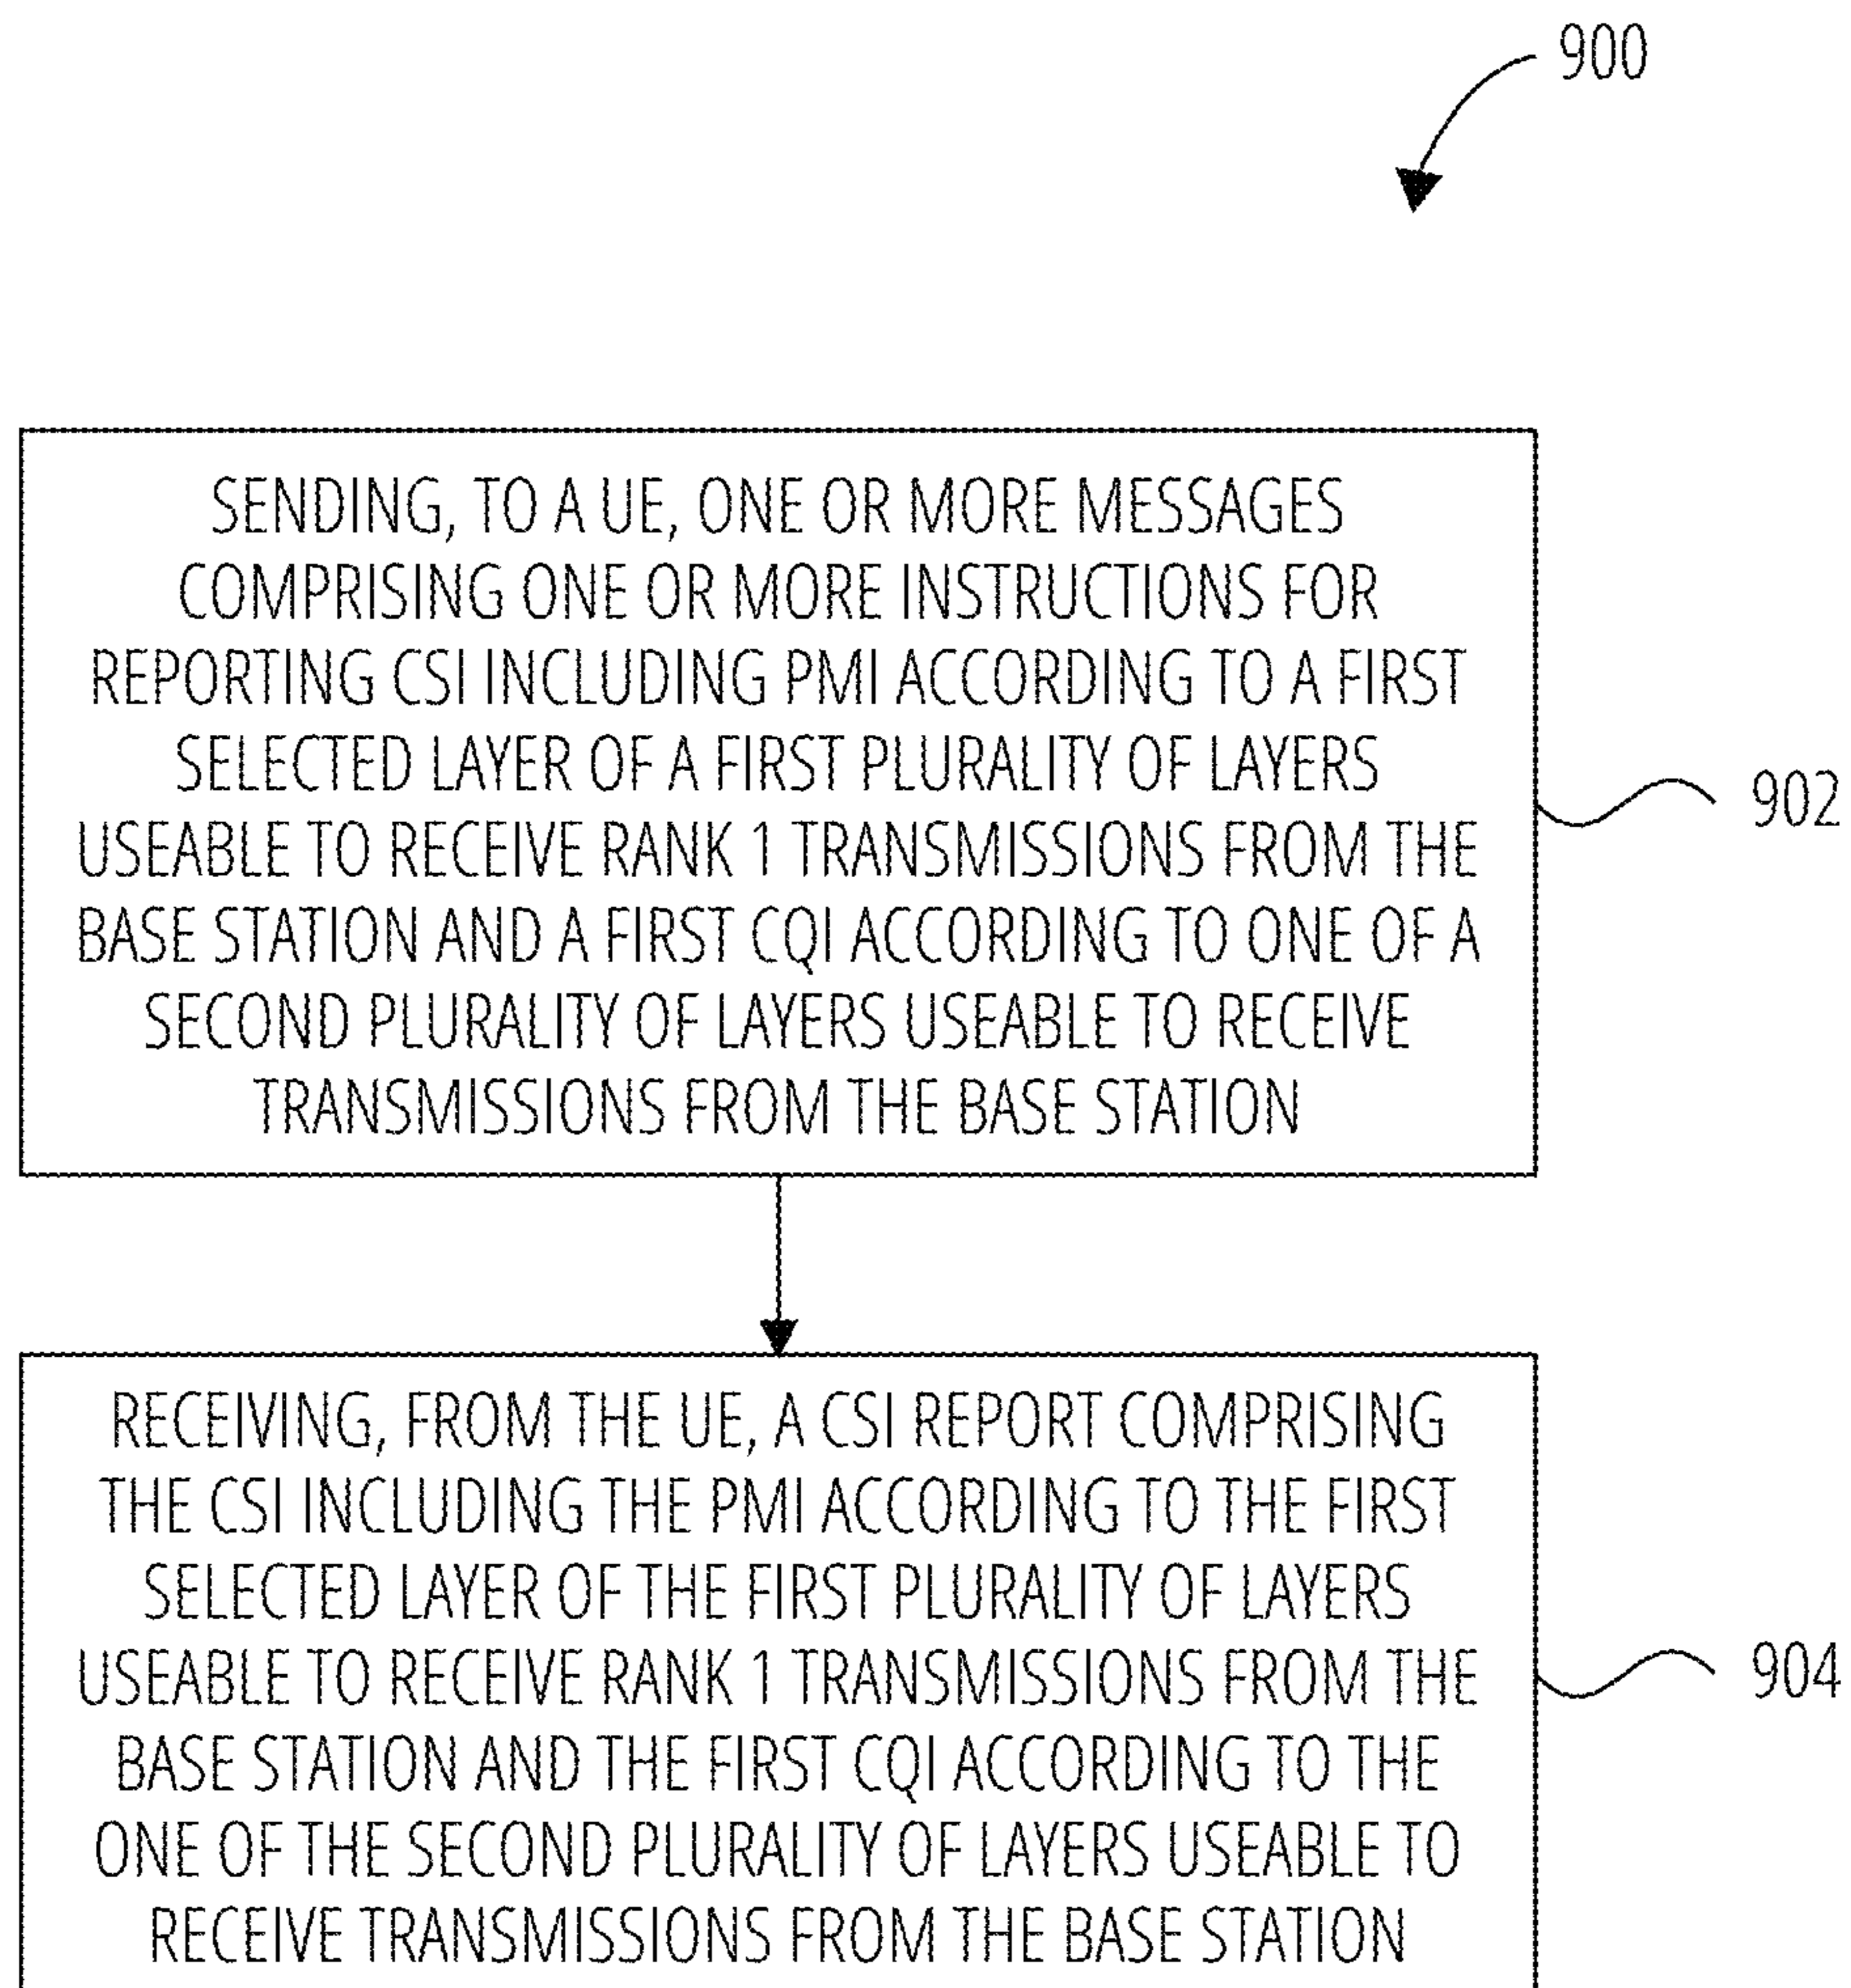 900
SENDING, TO A UE, ONE OR MORE MESSAGES
COMPRISING ONE OR MORE INSTRUCTIONS FOR
REPORTING CSI INCLUDING PMI ACCORDING TO A FIRST
SELECTED LAYER OF A FIRST PLURALITY OF LAYERS
USEABLE TO RECEIVE RANK 1 TRANSMISSIONS FROM THE
BASE STATION AND A FIRST CQI ACCORDING TO ONE OF A
SECOND PLURALITY OF LAYERS USEABLE TO RECEIVE
TRANSMISSIONS FROM THE BASE STATION
902
RECEIVING, FROM THE UE, A CSI REPORT COMPRISING
THE CSI INCLUDING THE PMI ACCORDING TO THE FIRST
SELECTED LAYER OF THE FIRST PLURALITY OF LAYERS
USEABLE TO RECEIVE RANK 1 TRANSMISSIONS FROM THE
BASE STATION AND THE FIRST CQI ACCORDING TO THE
ONE OF THE SECOND PLURALITY OF LAYERS USEABLE TO
RECEIVE TRANSMISSIONS FROM THE BASE STATION
904